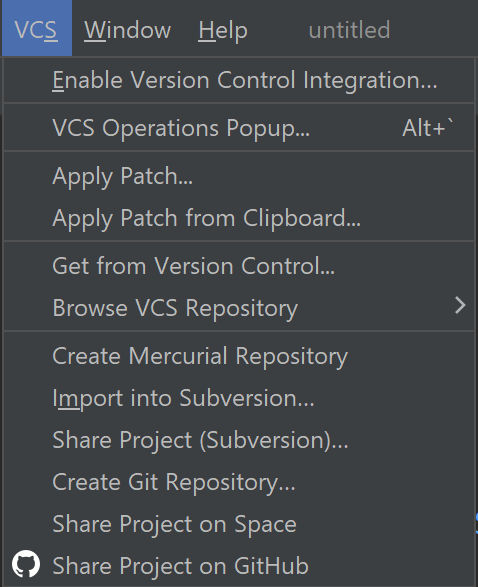 VCS Window Help untitled
Enable Version Control Integration...
VCS Operations Popup... Alt+`
Apply Patch...
Apply Patch from Clipboard...
Get from Version Control...
Browse VCS Repository
Create Mercurial Repository
Import into Subversion...
Share Project (Subversion)...
Create Git Repository...
Share Project on Space
Share Project on GitHub